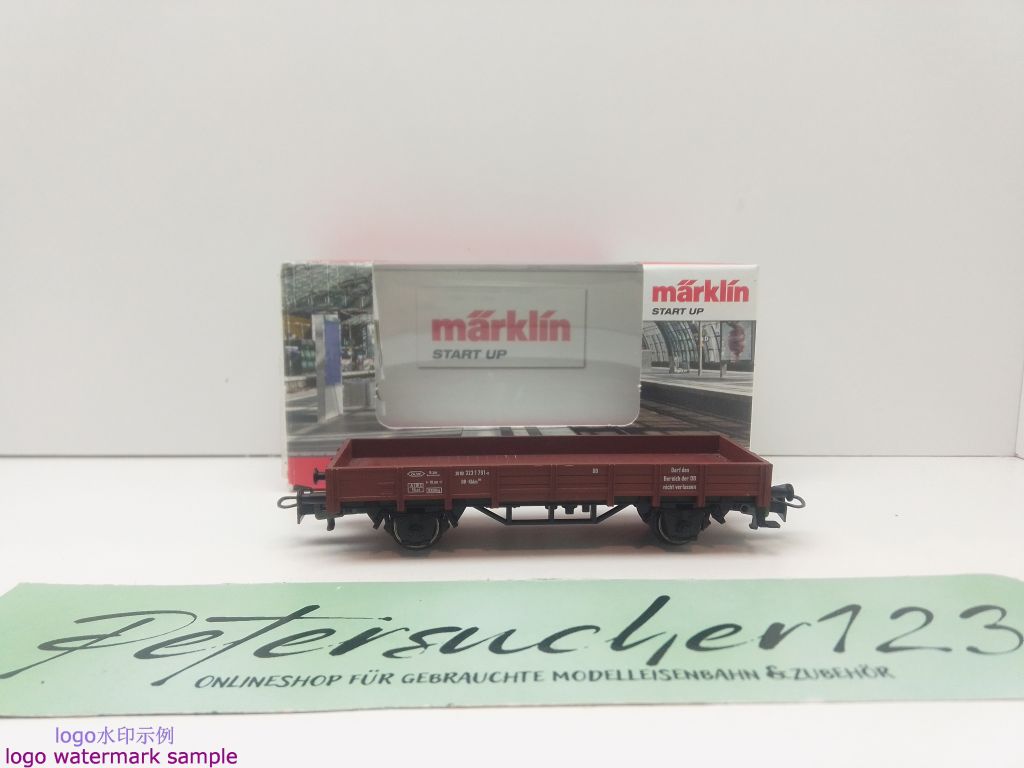 märklin
START UP
märklin
START UP
DB
Darf den
Bereich der DB
nicht verlassen
Petersucher123
ONLINESHOP FÜR GEBRAUCHTE MODELLEISENBAHN & ZUBEHÖR
logo水印示例
logo watermark sample